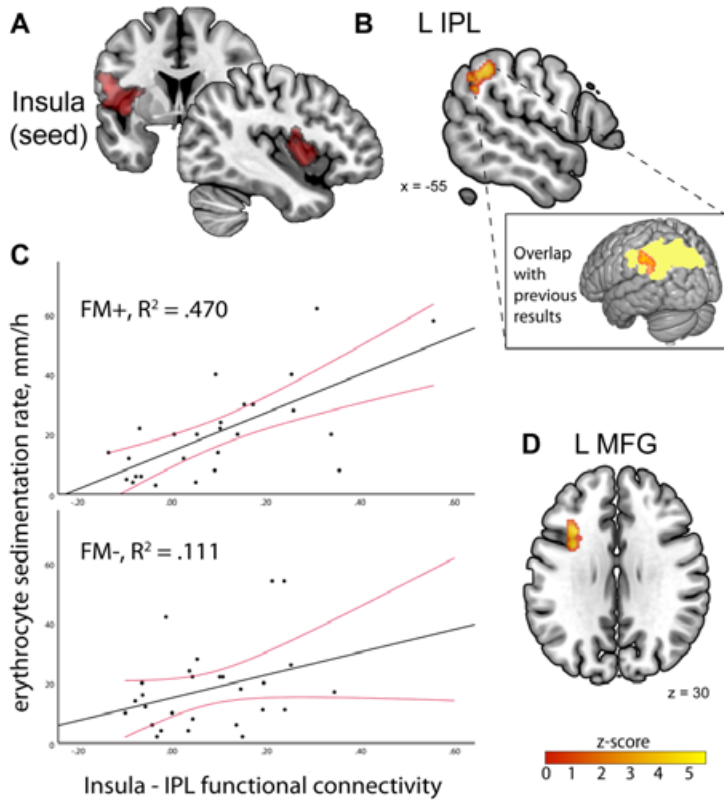 A
Insula
(seed)
B
L IPL
x = -55
Overlap
with
previous
results
C
erythrocyte sedimentation rate, mm/h
FM+, R² = .470
60
40
20
0
-.20
.00
.20
.40
.60
FM-, R² = .111
60
40
20
0
-.20
.00
.20
.40
.60
Insula - IPL functional connectivity
D
L MFG
z = 30
z-score
0 1 2 3 4 5